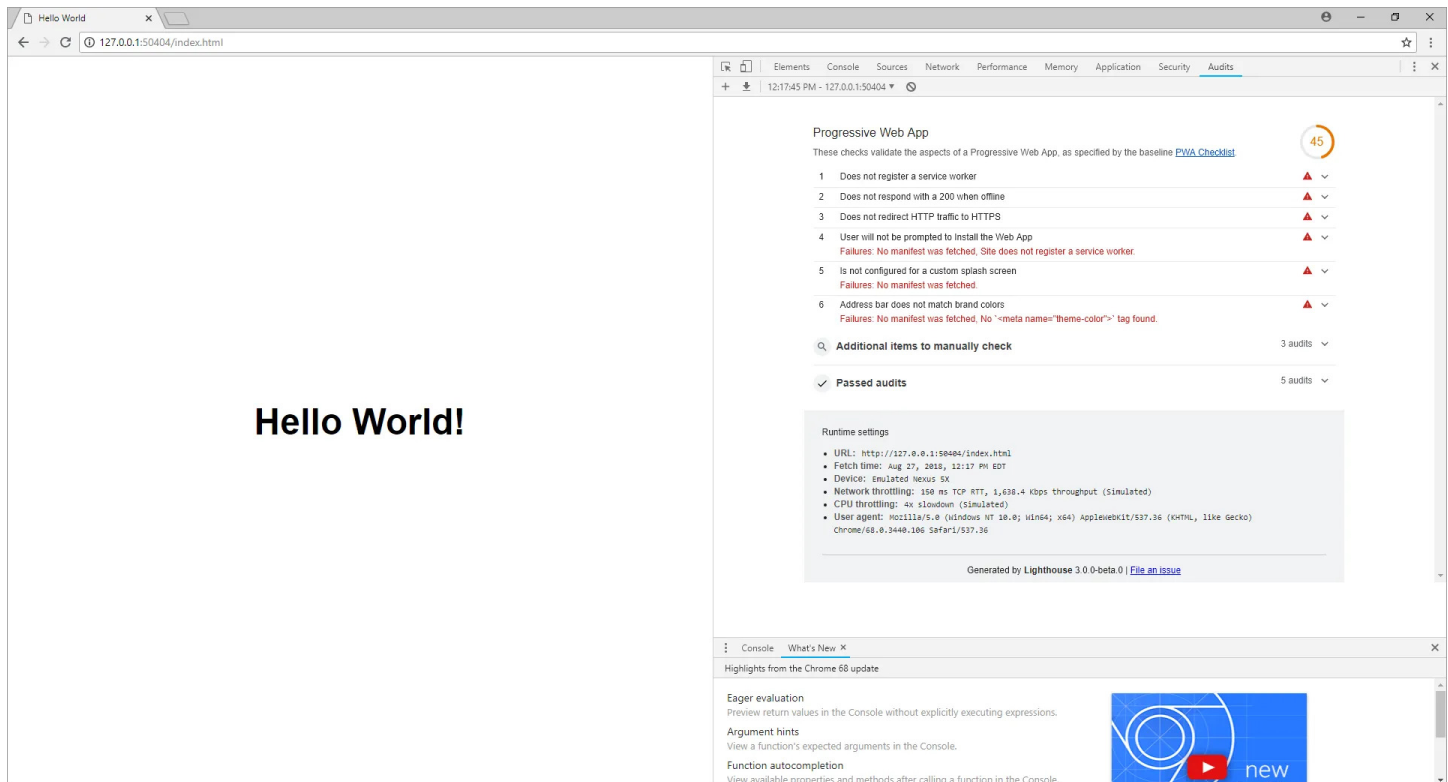 Hello World
127.0.0.1:50404/index.html
Hello World!
Elements Console Sources Network Performance Memory Application Security Audits
12:17:45 PM - 127.0.0.1:50404
Progressive Web App
45
These checks validate the aspects of a Progressive Web App, as specified by the baseline PWA Checklist.
1 Does not register a service worker
2 Does not respond with a 200 when offline
3 Does not redirect HTTP traffic to HTTPS
4 User will not be prompted to Install the Web App
Failures: No manifest was fetched, Site does not register a service worker.
5 Is not configured for a custom splash screen
Failures: No manifest was fetched.
6 Address bar does not match brand colors
Failures: No manifest was fetched, No `<meta name="theme-color">` tag found.
Additional items to manually check 3 audits
Passed audits 5 audits
Runtime settings
• URL: http://127.0.0.1:50404/index.html
• Fetch time: Aug 27, 2018, 12:17 PM EDT
• Device: Emulated Nexus 5X
• Network throttling: 150 ms TCP RTT, 1,638.4 Kbps throughput (Simulated)
• CPU throttling: 4x slowdown (Simulated)
• User agent: Mozilla/5.0 (Windows NT 10.0; Win64; x64) AppleWebKit/537.36 (KHTML, like Gecko)
Chrome/68.0.3440.106 Safari/537.36
Generated by Lighthouse 3.0.0-beta.0 | File an issue
Console What's New
Highlights from the Chrome 68 update
Eager evaluation
Preview return values in the Console without explicitly executing expressions.
Argument hints
View a function's expected arguments in the Console.
Function autocompletion
View available properties and methods after calling a function in the Console
new